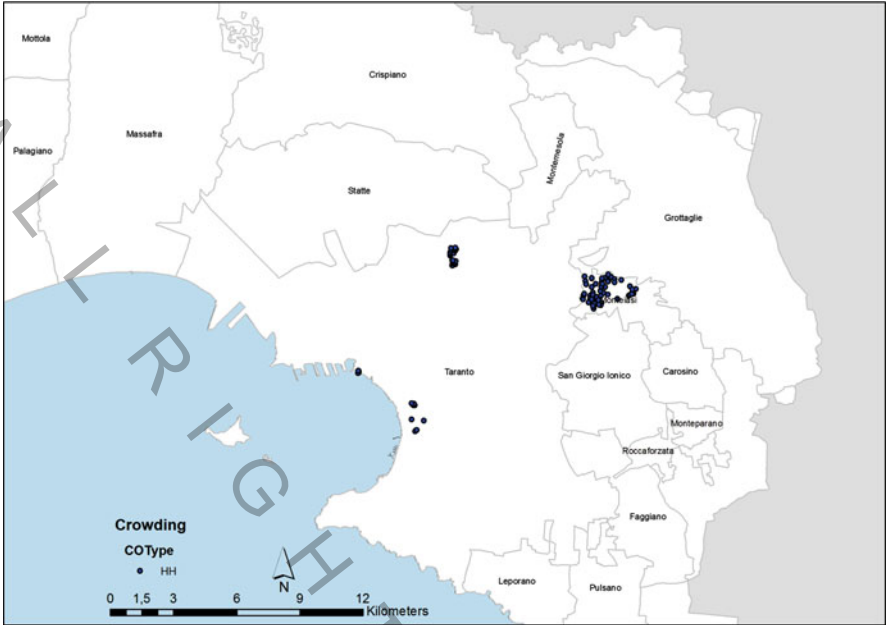 Mottola
Crispiano
Massafra
Palagiano
Montemesola
Statte
Grottaglie
Taranto
San Giorgio Ionico
Carosino
Monteparano
Roccaforzata
Faggiano
Leporano
Pulsano
Crowding
COType
HH
N
0 1,5 3 6 9 12
Kilometers
A L L R I G H T